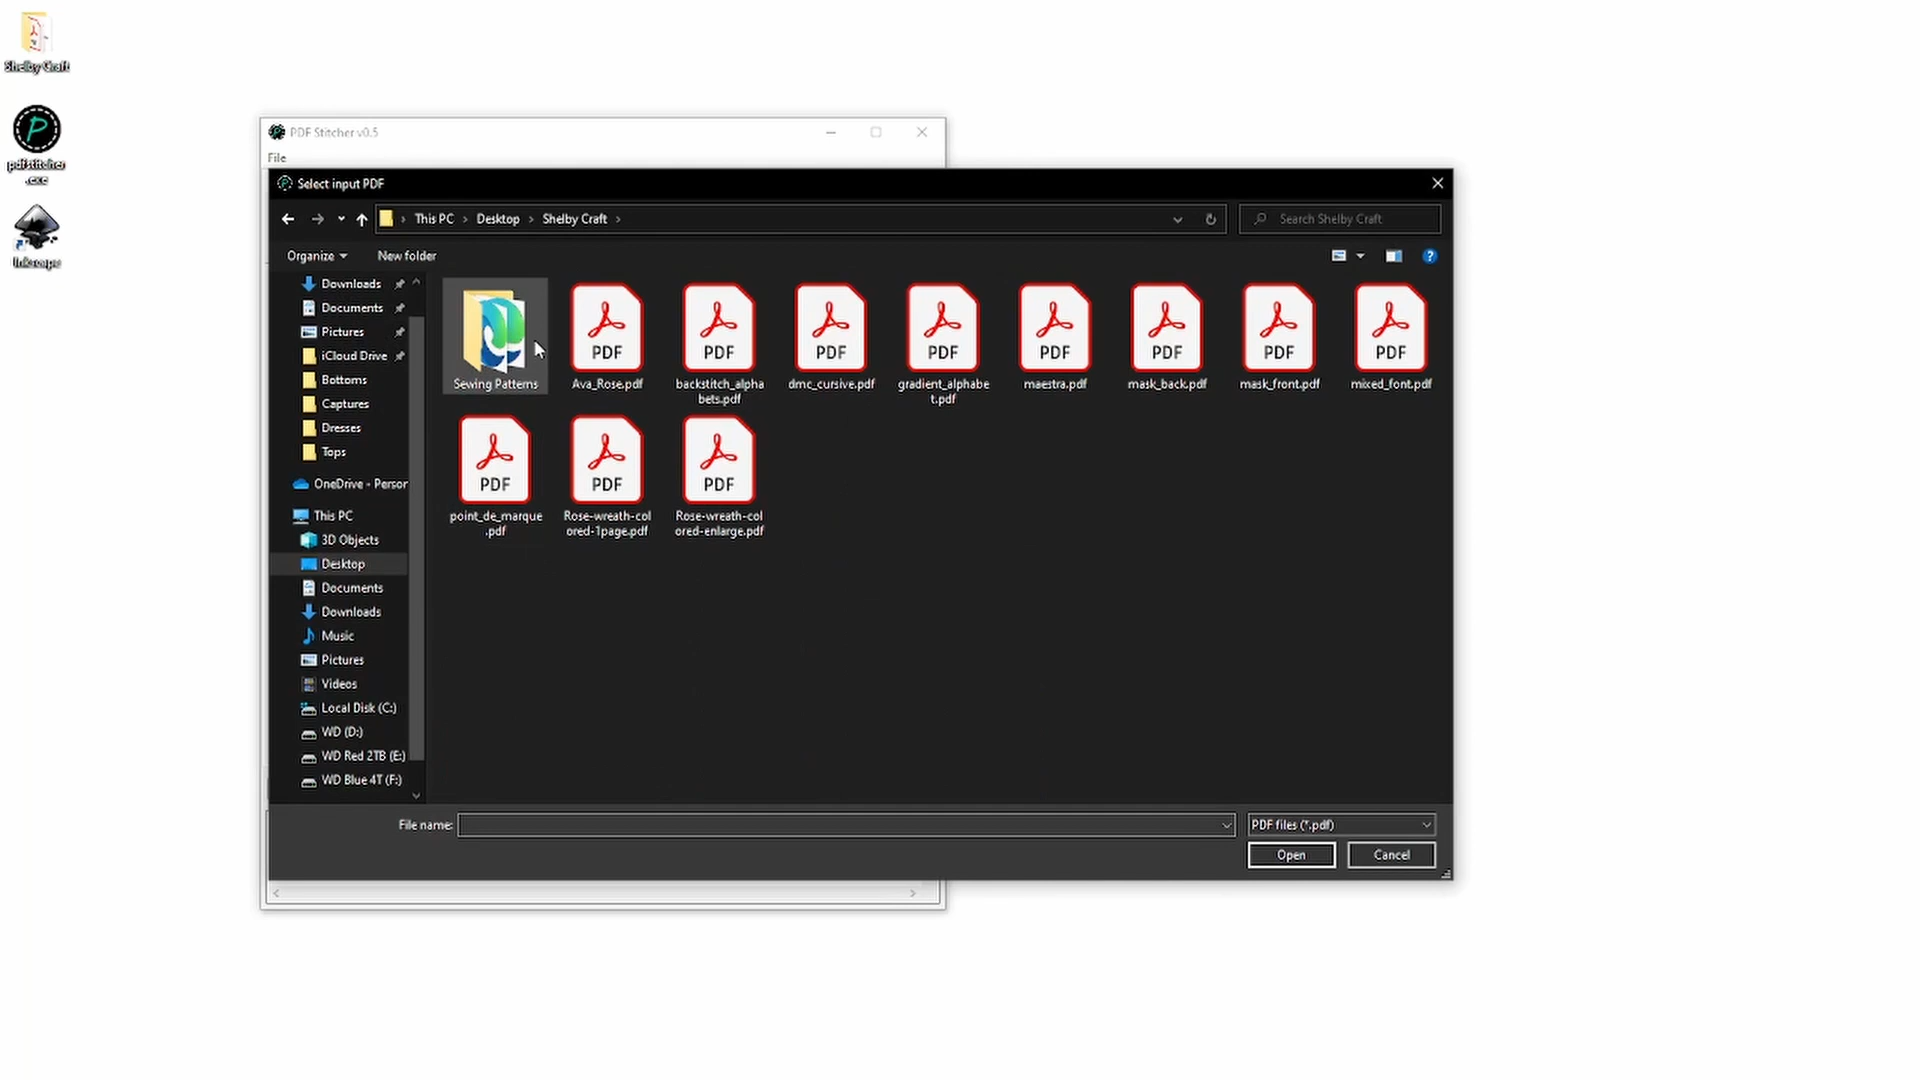 Shelby Craft
pdfstitcher
.exe
Inkscape
PDF Stitcher v0.5
File
Select input PDF
This PC
Desktop
Shelby Craft
Search Shelby Craft
Organize
New folder
Downloads
Documents
Pictures
iCloud Drive
Bottoms
Captures
Dresses
Tops
OneDrive - Person
This PC
3D Objects
Desktop
Documents
Downloads
Music
Pictures
Videos
Local Disk (C:)
WD (D:)
WD Red 2TB (E:)
WD Blue 4T (F:)
PDF
PDF
PDF
PDF
PDF
PDF
PDF
PDF
Sewing Patterns
Ava_Rose.pdf
backstitch_alpha
bets.pdf
dmc_cursive.pdf
gradient_alphabe
t.pdf
maestra.pdf
mask_back.pdf
mask_front.pdf
mixed_font.pdf
PDF
PDF
PDF
point_de_marque
.pdf
Rose-wreath-col
ored-1page.pdf
Rose-wreath-col
ored-enlarge.pdf
File name:
PDF files (*.pdf)
Open
Cancel